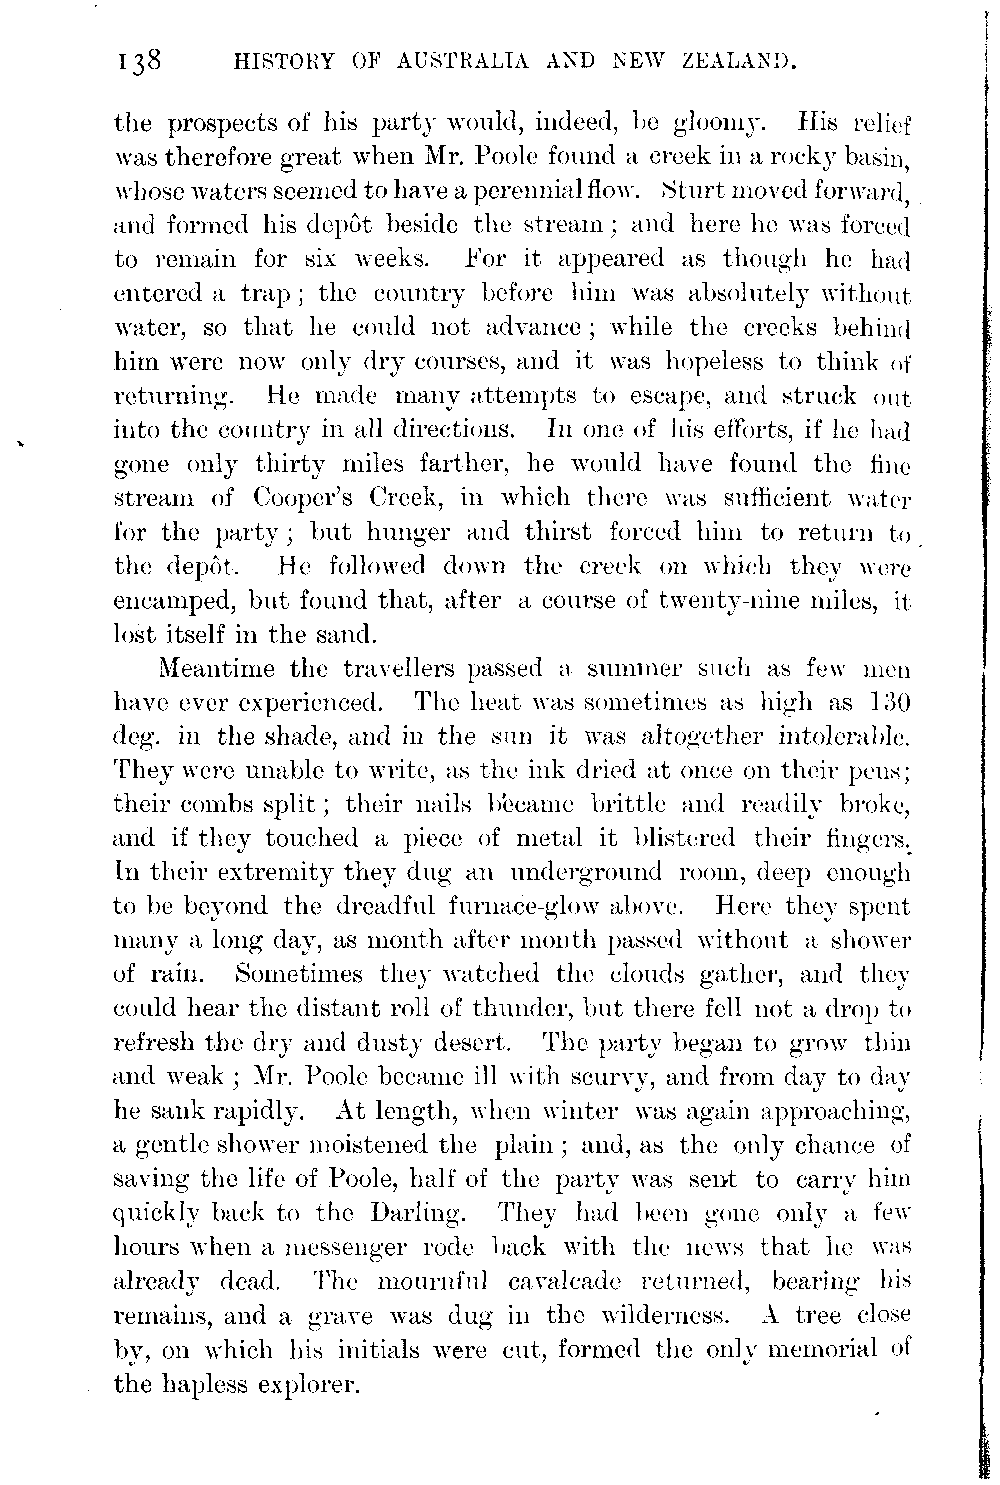 138 HISTORY OF AUSTRALIA AND NEW ZEALAND.
the prospects of his party would, indeed, be gloomy. His relief
was therefore great when Mr. Poole found a creek in a rocky basin,
whose waters seemed to have a perennial flow. Sturt moved forward,
and formed his depôt beside the stream; and here he was forced
to remain for six weeks. For it appeared as though he had
entered a trap; the country before him was absolutely without
water, so that he could not advance; while the creeks behind
him were now only dry courses, and it was hopeless to think of
returning. He made many attempts to escape, and struck out
into the country in all directions. In one of his efforts, if he had
gone only thirty miles farther, he would have found the fine
stream of Cooper's Creek, in which there was sufficient water
for the party; but hunger and thirst forced him to return to
the depôt. He followed down the creek on which they were
encamped, but found that, after a course of twenty-nine miles, it
lost itself in the sand.
Meantime the travellers passed a summer such as few men
have ever experienced. The heat was sometimes as high as 130
deg. in the shade, and in the sun it was altogether intolerable.
They were unable to write, as the ink dried at once on their pens;
their combs split; their nails became brittle and readily broke,
and if they touched a piece of metal it blistered their fingers.
In their extremity they dug an underground room, deep enough
to be beyond the dreadful furnace-glow above. Here they spent
many a long day, as month after month passed without a shower
of rain. Sometimes they watched the clouds gather, and they
could hear the distant roll of thunder, but there fell not a drop to
refresh the dry and dusty desert. The party began to grow thin
and weak; Mr. Poole became ill with scurvy, and from day to day
he sank rapidly. At length, when winter was again approaching,
a gentle shower moistened the plain; and, as the only chance of
saving the life of Poole, half of the party was sent to carry him
quickly back to the Darling. They had been gone only a few
hours when a messenger rode back with the news that he was
already dead. The mournful cavalcade returned, bearing his
remains, and a grave was dug in the wilderness. A tree close
by, on which his initials were cut, formed the only memorial of
the hapless explorer.